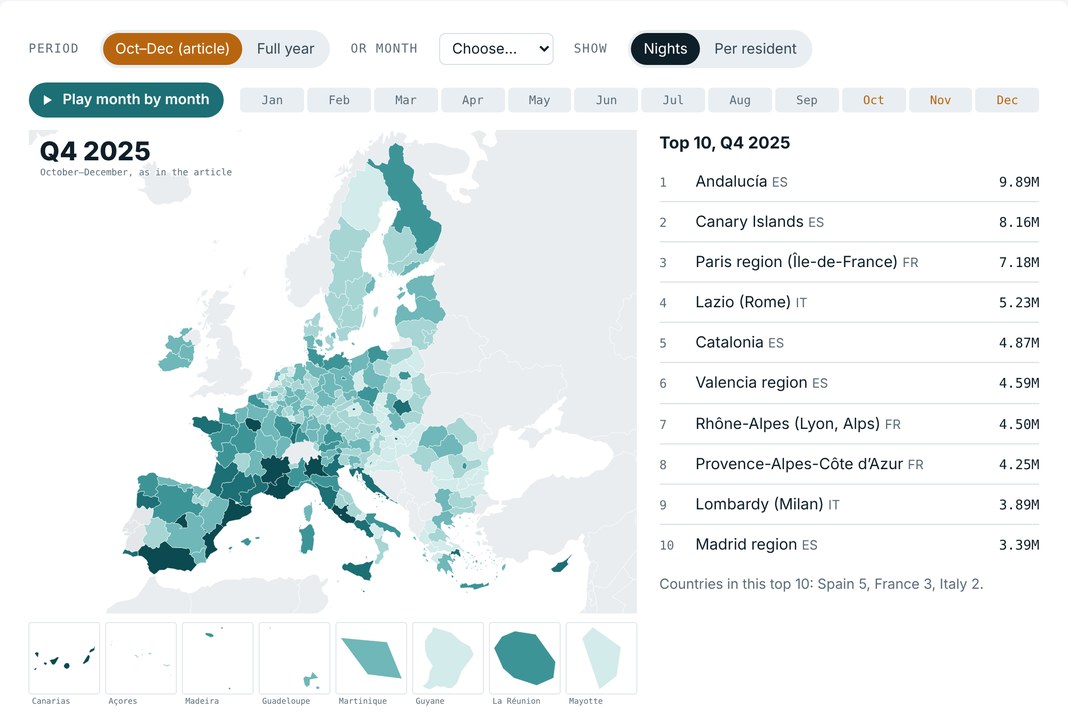 PERIOD Oct–Dec (article) Full year OR MONTH Choose... SHOW Nights Per resident
Play month by month Jan Feb Mar Apr May Jun Jul Aug Sep Oct Nov Dec
Q4 2025
October–December, as in the article
Top 10, Q4 2025
1 Andalucía ES 9.89M
2 Canary Islands ES 8.16M
3 Paris region (Île-de-France) FR 7.18M
4 Lazio (Rome) IT 5.23M
5 Catalonia ES 4.87M
6 Valencia region ES 4.59M
7 Rhône-Alpes (Lyon, Alps) FR 4.50M
8 Provence-Alpes-Côte d’Azur FR 4.25M
9 Lombardy (Milan) IT 3.89M
10 Madrid region ES 3.39M
Countries in this top 10: Spain 5, France 3, Italy 2.
Canarias Açores Madeira Guadeloupe Martinique Guyane La Réunion Mayotte